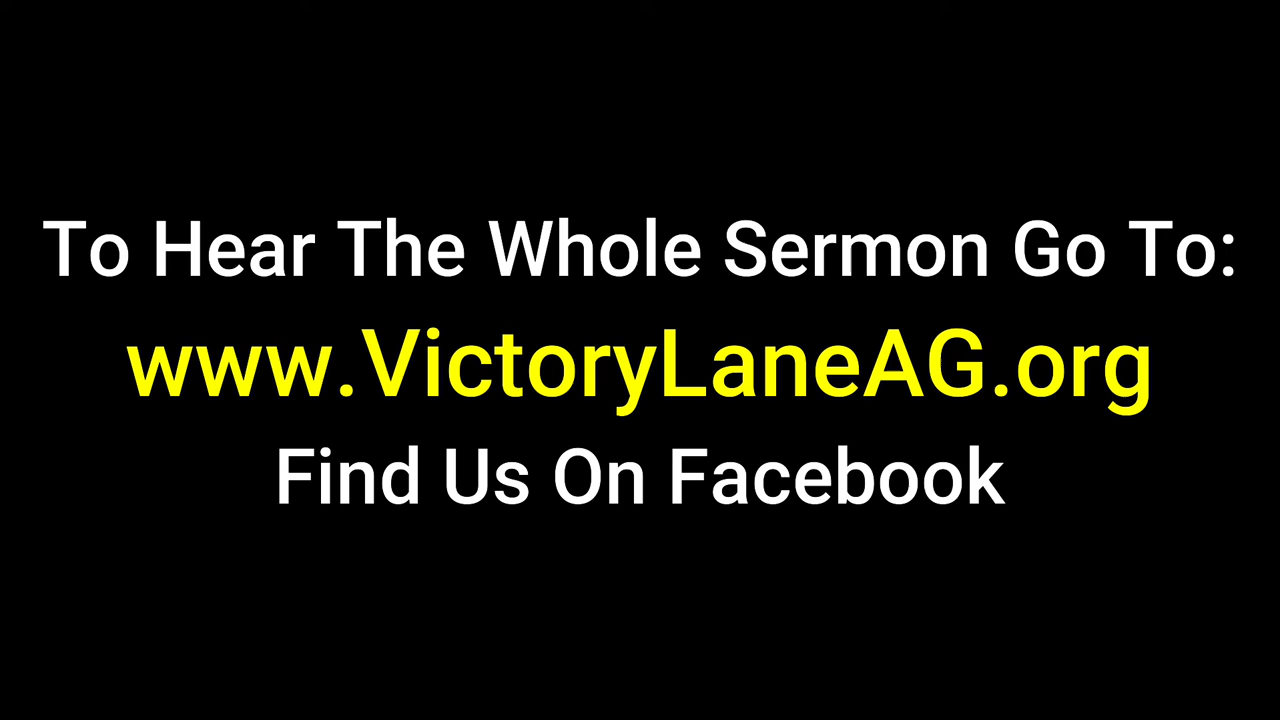 To Hear The Whole Sermon Go To:
www.VictoryLaneAG.org
Find Us On Facebook